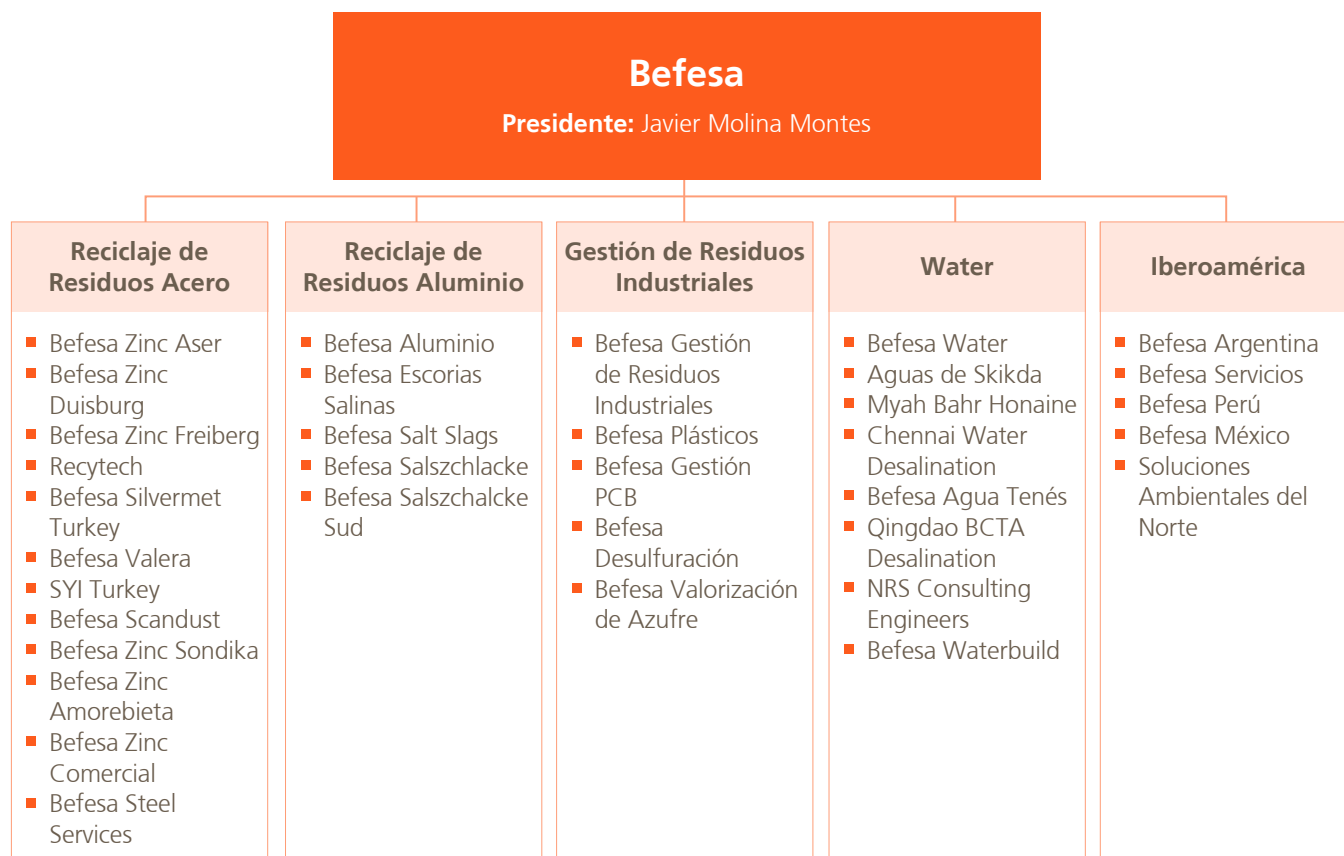 Befesa
Presidente: Javier Molina Montes
Reciclaje de
Residuos Acero
Befesa Zinc Aser
Befesa Zinc
Duisburg
Befesa Zinc Freiberg
Recytech
Befesa Silvermet
Turkey
Befesa Valera
SYI Turkey
Befesa Scandust
Befesa Zinc Sondika
Befesa Zinc
Amorebieta
Befesa Zinc
Comercial
Befesa Steel
Services
Reciclaje de
Residuos Aluminio
Befesa Aluminio
Befesa Escorias
Salinas
Befesa Salt Slags
Befesa Salszchlacke
Befesa Salszchalcke
Sud
Gestión de Residuos
Industriales
Befesa Gestión
de Residuos
Industriales
Befesa Plásticos
Befesa Gestión
PCB
Befesa
Desulfuración
Befesa Valorización
de Azufre
Water
Befesa Water
Aguas de Skikda
Myah Bahr Honaine
Chennai Water
Desalination
Befesa Agua Tenés
Qingdao BCTA
Desalination
NRS Consulting
Engineers
Befesa Waterbuild
Iberoamérica
Befesa Argentina
Befesa Servicios
Befesa Perú
Befesa México
Soluciones
Ambientales del
Norte